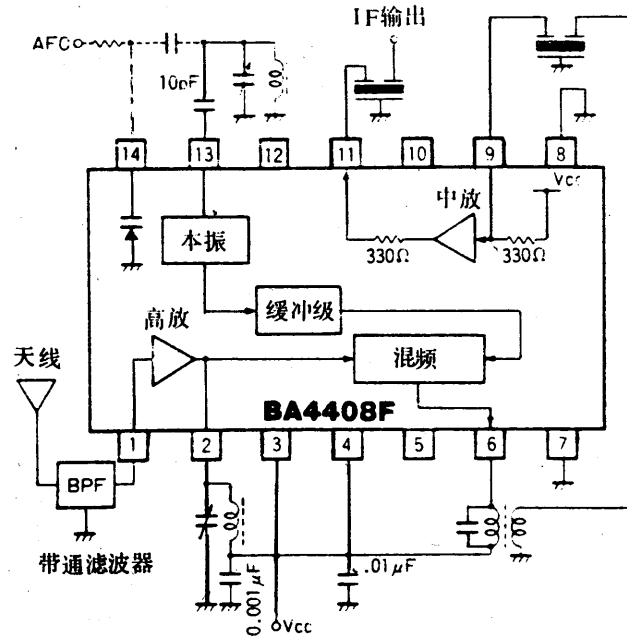 IF输出
AFC
10pF
14
13
12
11
10
9
8
Vcc
中放
本振
330Ω
330Ω
缓冲级
高放
天线
混频
BA4408F
1
2
3
4
5
6
7
BPF
带通滤波器
0.001μF
.01μF
Vcc